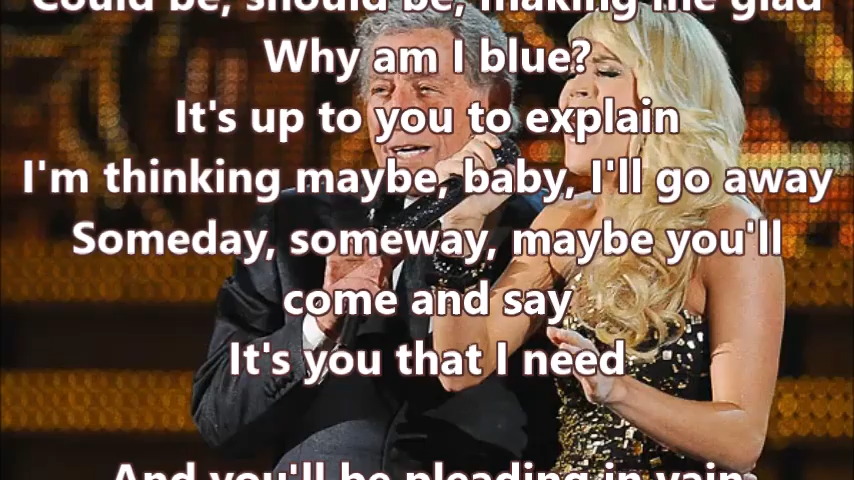 Could be, should be, making me glad
Why am I blue?
It's up to you to explain
I'm thinking maybe, baby, I'll go away
Someday, someway, maybe you'll
come and say
It's you that I need
And you'll be pleading in vain